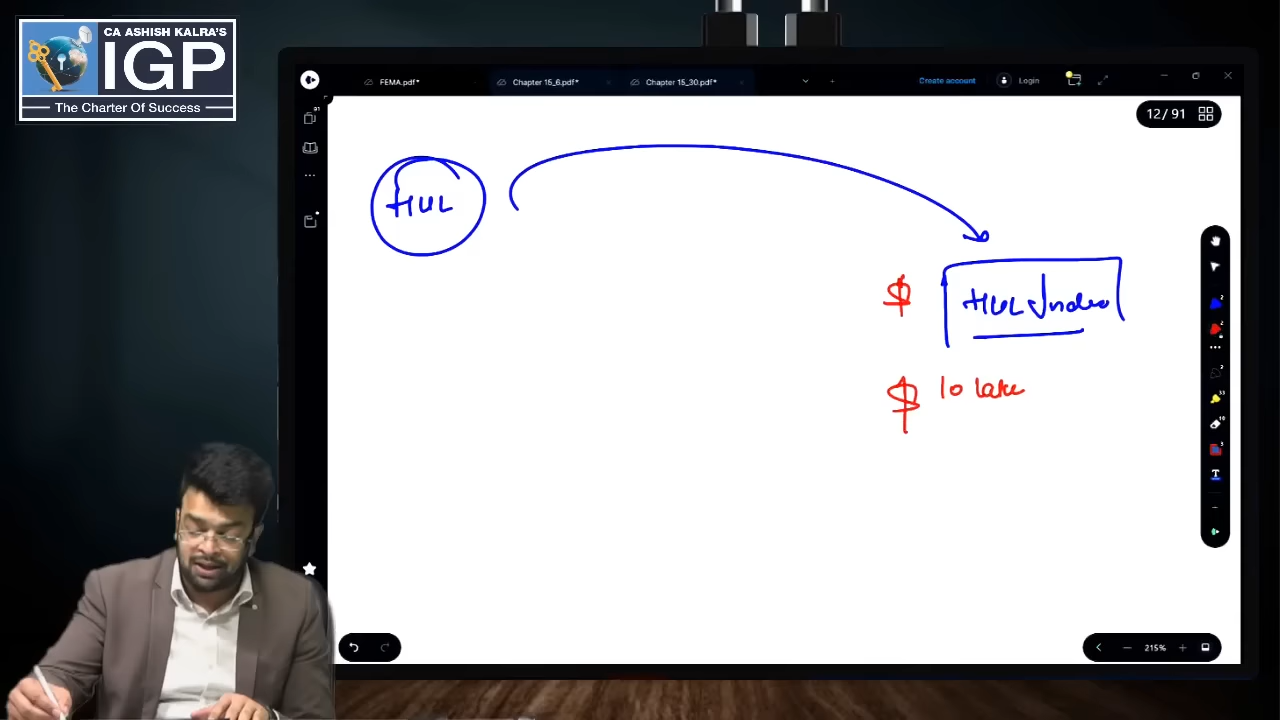 CA ASHISH KALRA'S
IGP
The Charter Of Success
FEMA.pdf*
Chapter 15_6.pdf*
Chapter 15_30.pdf*
Create account
Login
12/ 91
HUL
$
HUL
$ 10 lakh
215%